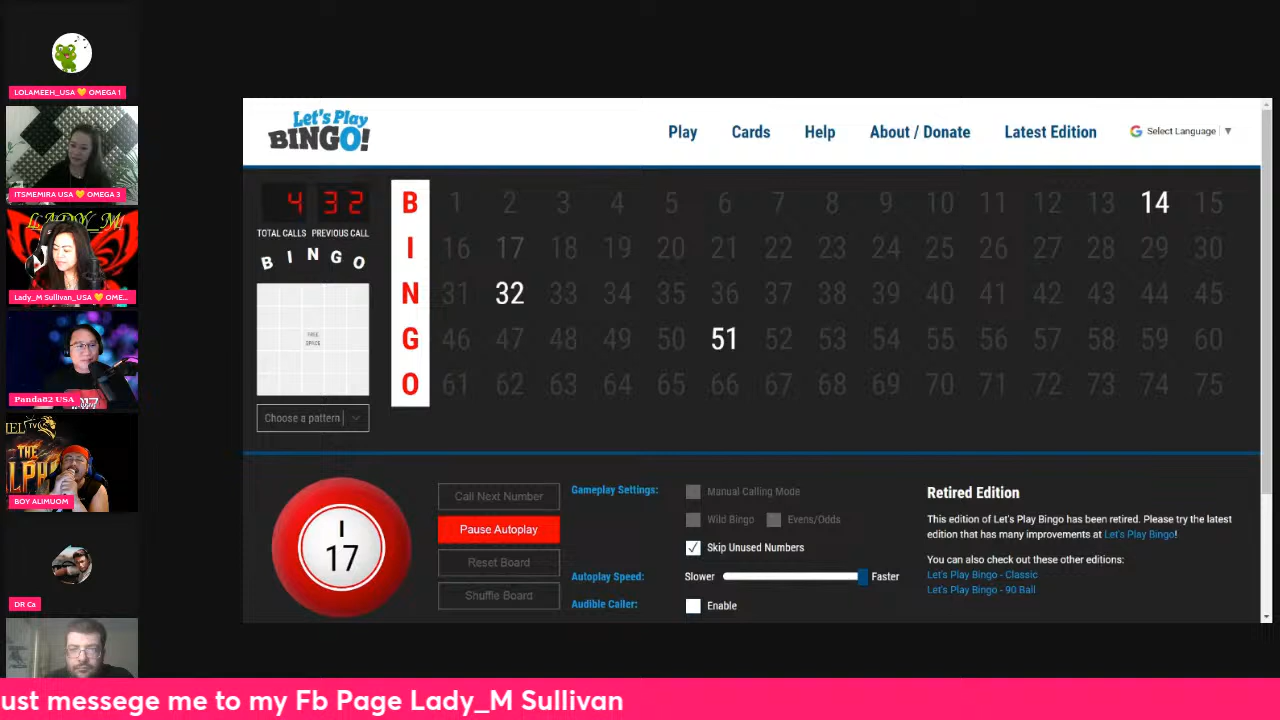 LOLAMEEH_USA 💛 OMEGA 1
ITSMEMIRA USA 💛 OMEGA 3
LADY_M
Lady_M Sullivan_USA 💛 OME...
Panda82 USA
BOY ALIMUOM
DR Ca
Let's Play
BINGO!
Play Cards Help About / Donate Latest Edition Select Language ▼
4 32
TOTAL CALLS PREVIOUS CALL
B I N G O
FREE
SPACE
Choose a pattern
B 1 2 3 4 5 6 7 8 9 10 11 12 13 14 15
I 16 17 18 19 20 21 22 23 24 25 26 27 28 29 30
N 31 32 33 34 35 36 37 38 39 40 41 42 43 44 45
G 46 47 48 49 50 51 52 53 54 55 56 57 58 59 60
O 61 62 63 64 65 66 67 68 69 70 71 72 73 74 75
I
17
Call Next Number
Pause Autoplay
Reset Board
Shuffle Board
Gameplay Settings:
Manual Calling Mode
Wild Bingo Evens/Odds
Skip Unused Numbers
Autoplay Speed: Slower Faster
Audible Caller: Enable
Retired Edition
This edition of Let's Play Bingo has been retired. Please try the latest
edition that has many improvements at Let's Play Bingo!
You can also check out these other editions:
Let's Play Bingo - Classic
Let's Play Bingo - 90 Ball
ust messege me to my Fb Page Lady_M Sullivan